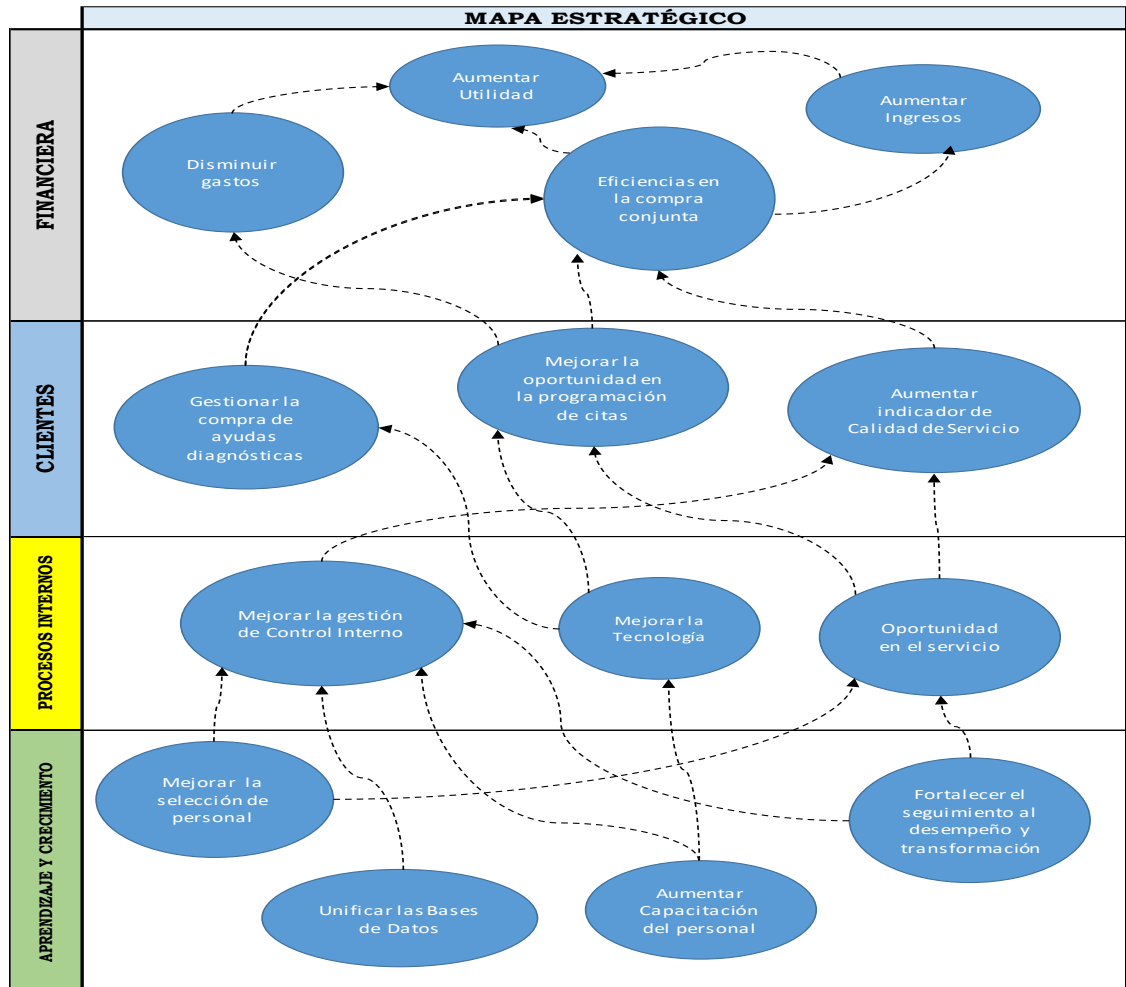 MAPA ESTRATÉGICO
FINANCIERA
Aumentar
Utilidad
Aumentar
Ingresos
Disminuir
gastos
Eficiencias en
la compra
conjunta
CLIENTES
Gestionar la
compra de
ayudas
diagnósticas
Mejorar la
oportunidad en
la programación
de citas
Aumentar
indicador de
Calidad de Servicio
PROCESOS INTERNOS
Mejorar la gestión
de Control Interno
Mejorar la
Tecnología
Oportunidad
en el servicio
APRENDIZAJE Y CRECIMIENTO
Mejorar la
selección de
personal
Unificar las Bases
de Datos
Aumentar
Capacitación
del personal
Fortalecer el
seguimiento al
desempeño y
transformación